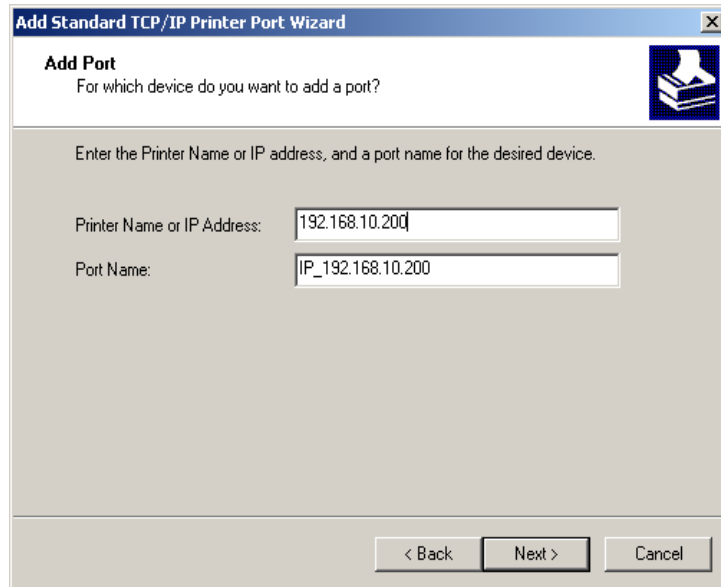 Add Standard TCP/IP Printer Port Wizard
Add Port
For which device do you want to add a port?
Enter the Printer Name or IP address, and a port name for the desired device.
Printer Name or IP Address: 192.168.10.200
Port Name: IP_192.168.10.200
< Back Next > Cancel